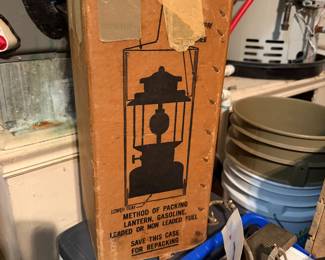 METHOD OF PACKING
LANTERN, GASOLINE,
LEADED OR NON LEADED FUEL
SAVE THIS CASE
FOR REPACKING